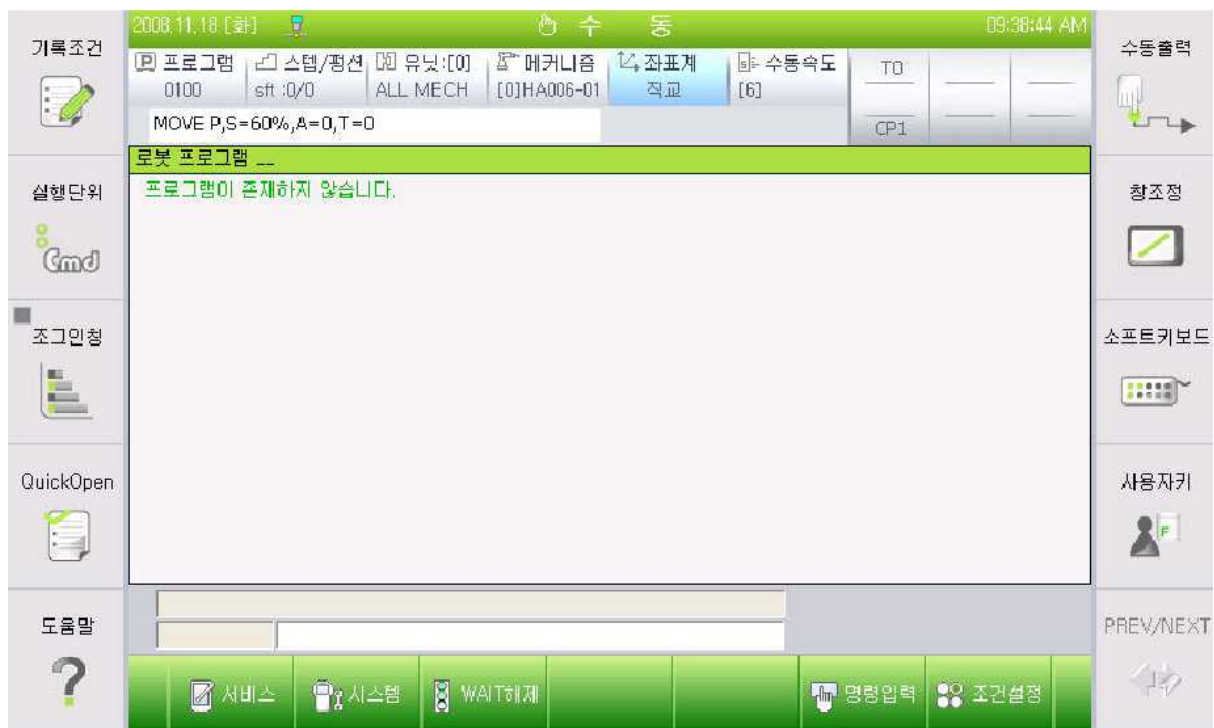 2008.11.18 [화] 수 동 09:38:44 AM
프로그램 스텝/펑션 유닛:[0] 메커니즘 좌표계 수동속도 T0
0100 sft :0/0 ALL MECH [0]HA006-01 직교 [6]
MOVE P,S=60%,A=0,T=0 CP1
로봇 프로그램 __
프로그램이 존재하지 않습니다.
기록조건
실행단위
Cmd
조그인칭
QuickOpen
도움말
수동출력
창조정
소프트키보드
사용자키
F
PREV/NEXT
서비스 시스템 WAIT해제 명령입력 조건설정